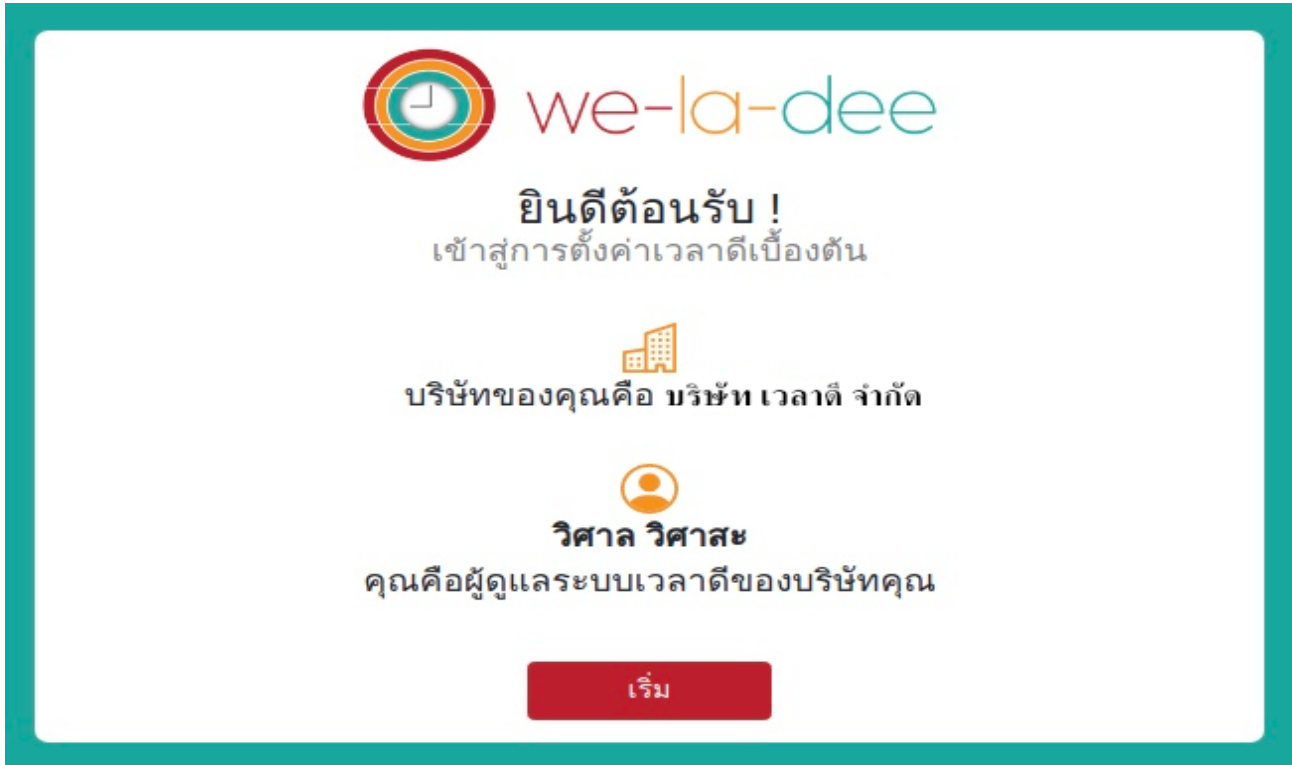 we-la-dee
ยินดีต้อนรับ !
เข้าสู่การตั้งค่าเวลาดีเบื้องต้น
บริษัทของคุณคือ บริษัท เวลาดี จำกัด
วิศาล วิศาสะ
คุณคือผู้ดูแลระบบเวลาดีของบริษัทคุณ
เริ่ม